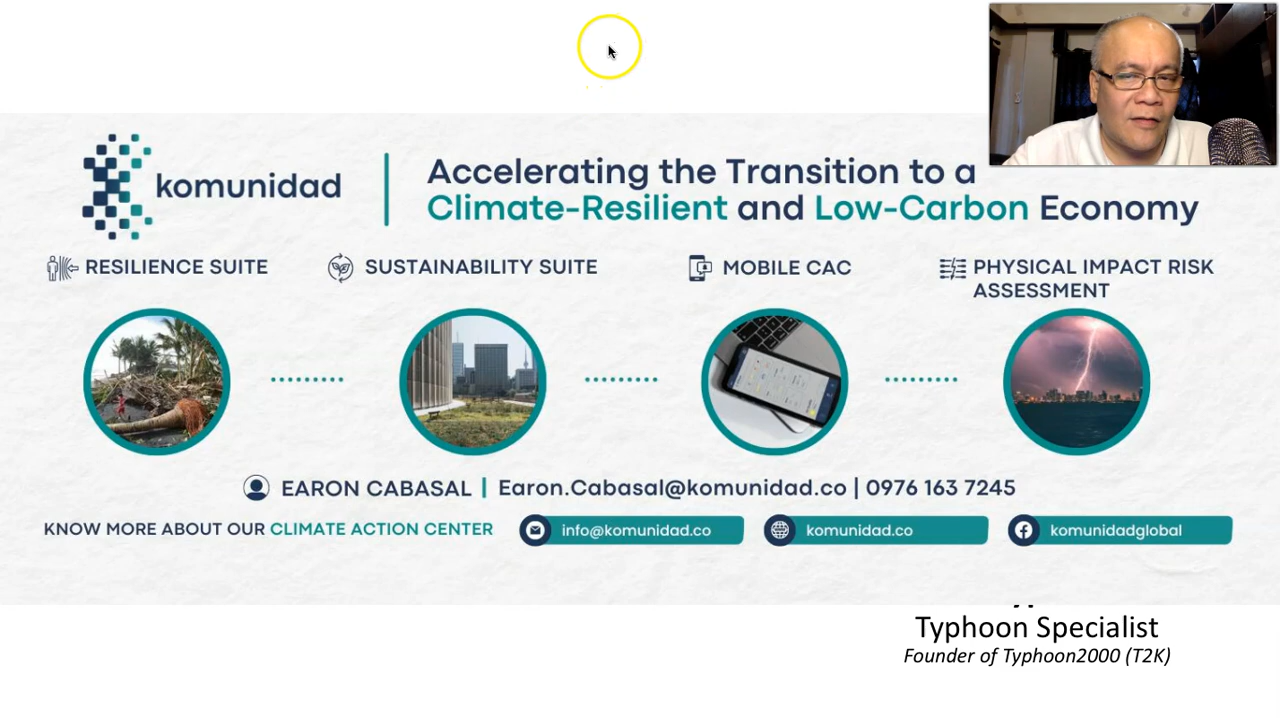 komunidad
Accelerating the Transition to a
Climate-Resilient and Low-Carbon Economy
RESILIENCE SUITE
SUSTAINABILITY SUITE
MOBILE CAC
PHYSICAL IMPACT RISK
ASSESSMENT
EARON CABASAL | Earon.Cabasal@komunidad.co | 0976 163 7245
KNOW MORE ABOUT OUR CLIMATE ACTION CENTER
info@komunidad.co
komunidad.co
komunidadglobal
Typhoon Specialist
Founder of Typhoon2000 (T2K)